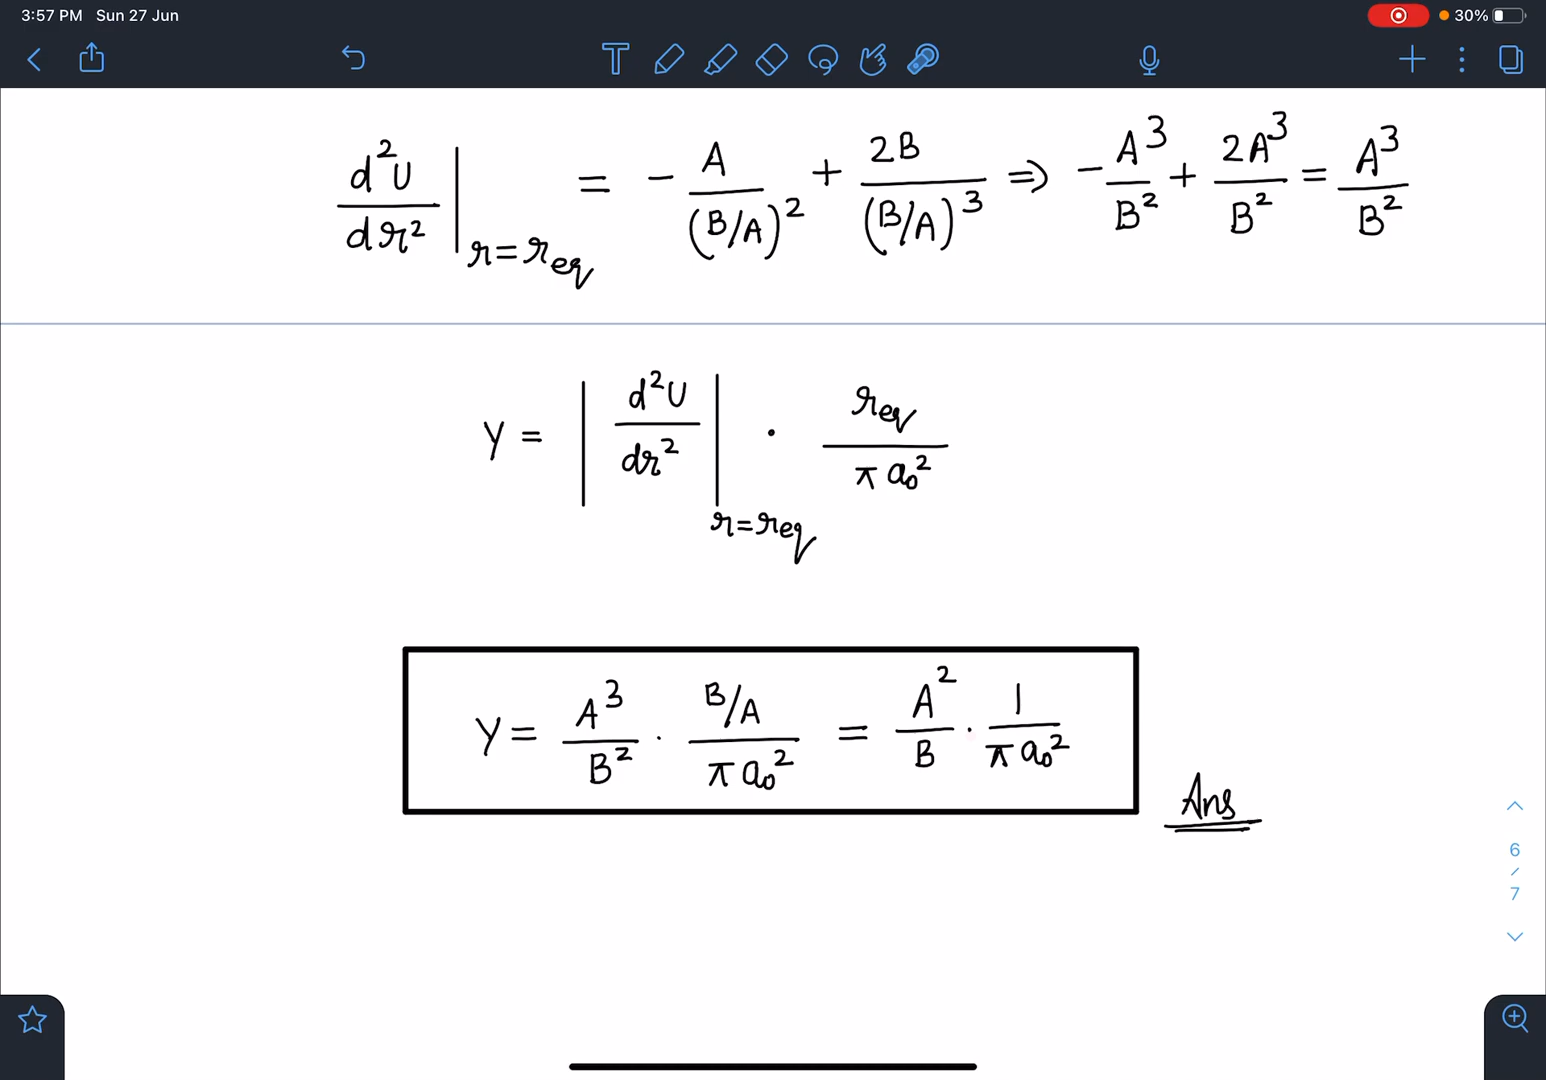 3:57 PM Sun 27 Jun 30%
d²U/dr² |r=req = - A/(B/A)² + 2B/(B/A)³ ⇒ - A³/B² + 2A³/B² = A³/B²
Y = | d²U/dr² |r=req · req/πa₀²
Y = A³/B² · B/A/πa₀² = A²/B · 1/πa₀²
Ans
6
/
7